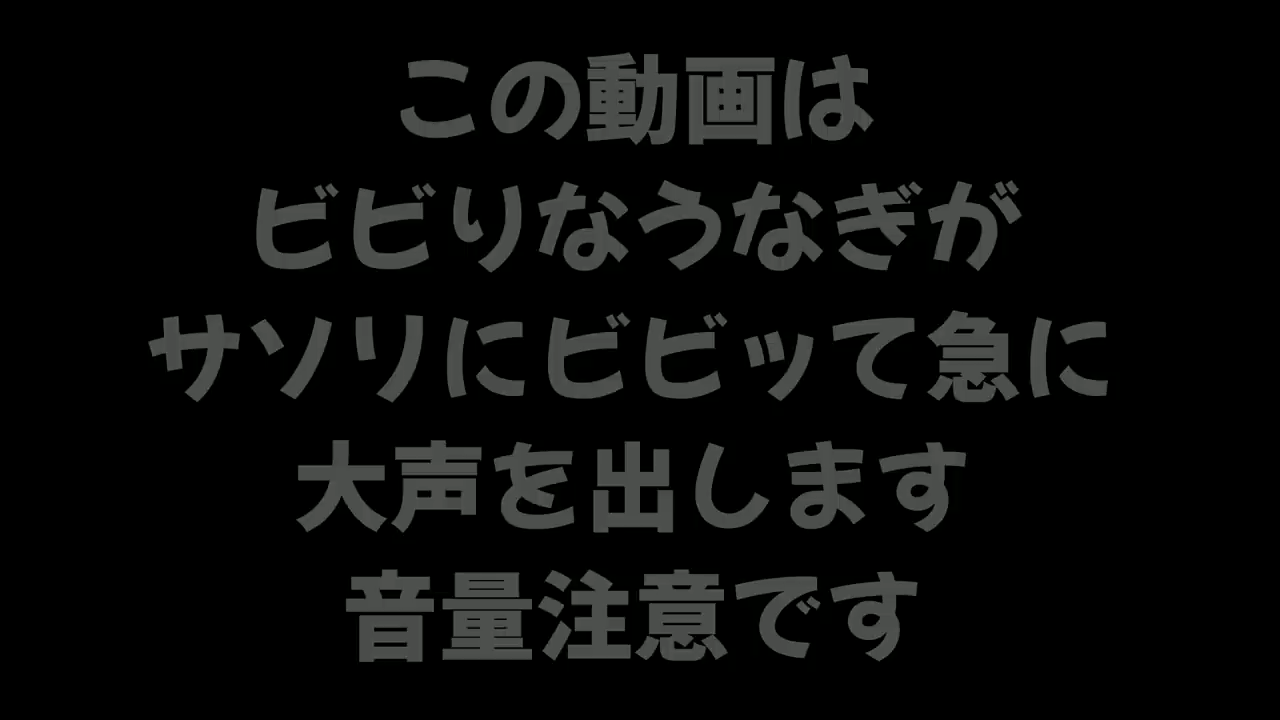 この動画は
ビビりなうなぎが
サソリにビビッて急に
大声を出します
音量注意です